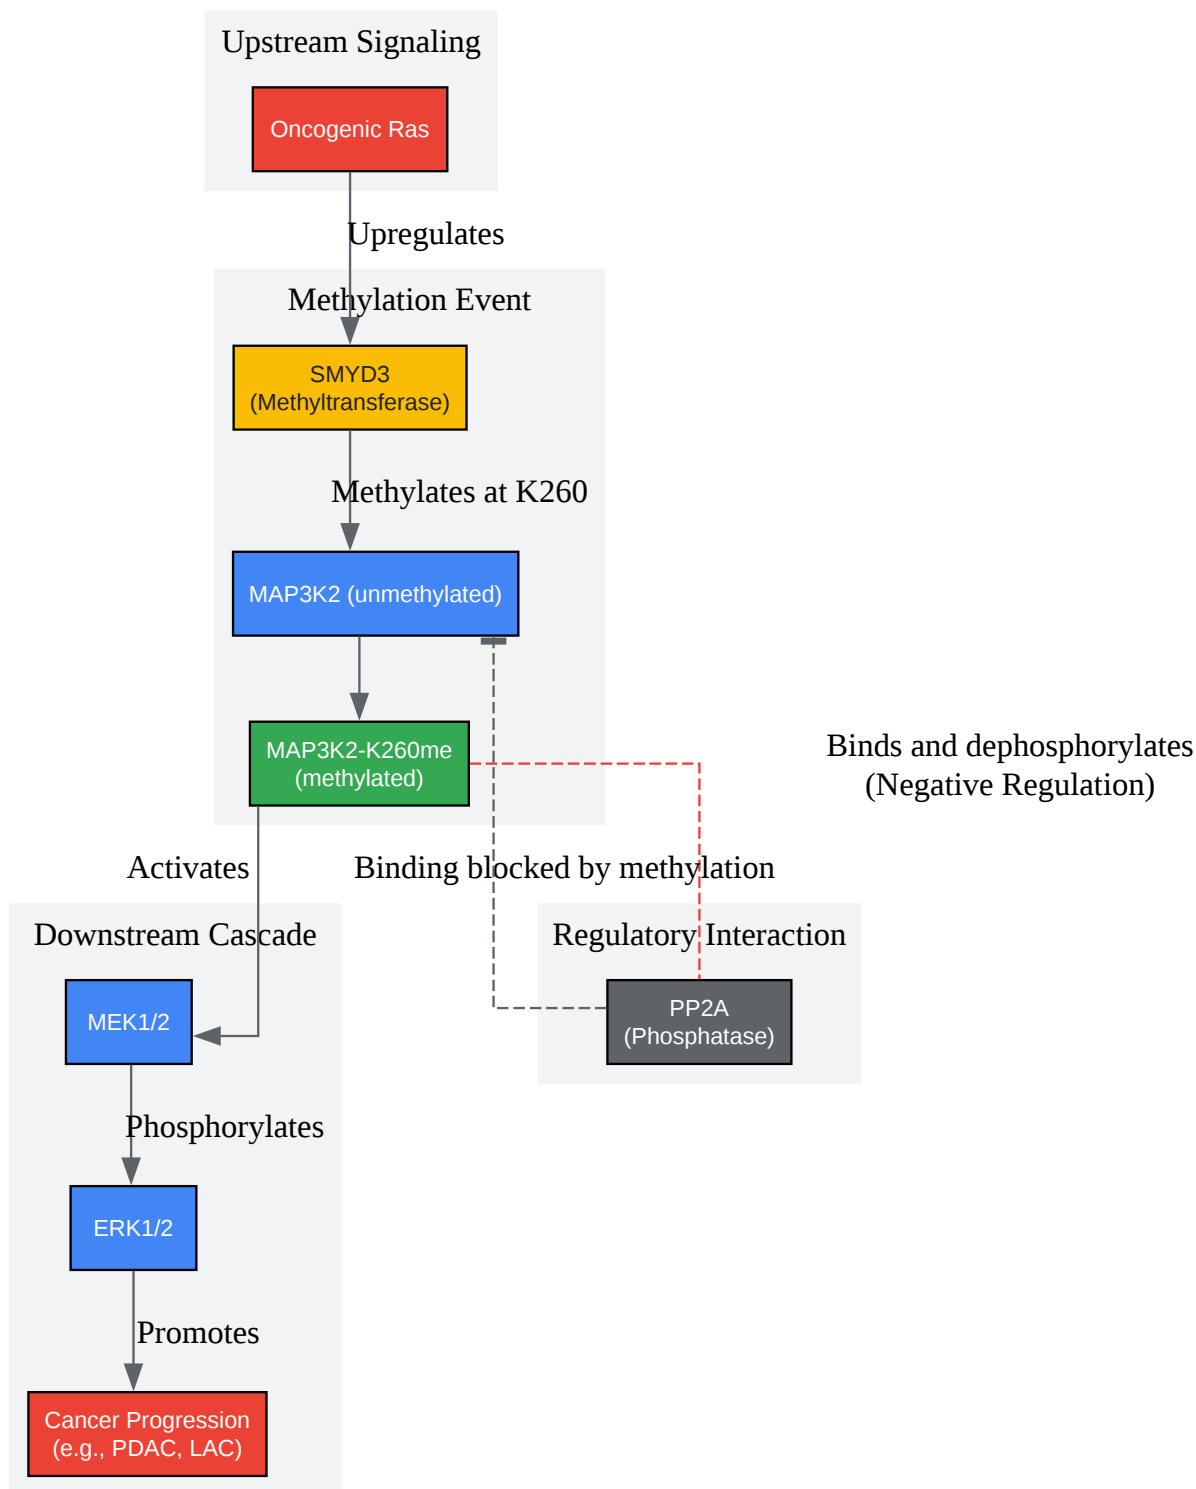 Upstream Signaling
Oncogenic Ras
Upregulates
Methylation Event
SMYD3
(Methyltransferase)
Methylates at K260
MAP3K2 (unmethylated)
MAP3K2-K260me
(methylated)
Binds and dephosphorylates
(Negative Regulation)
Activates
Binding blocked by methylation
Downstream Cascade
Regulatory Interaction
MEK1/2
PP2A
(Phosphatase)
Phosphorylates
ERK1/2
Promotes
Cancer Progression
(e.g., PDAC, LAC)